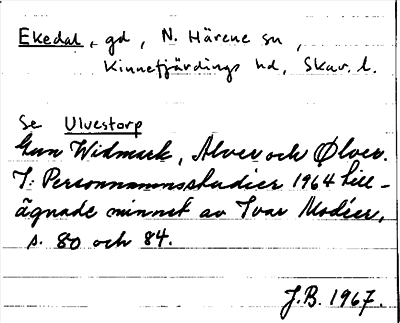 Ekedal, gd, N. Härene sn,
Kinnefjärdings hd, Skar. l.
Se Ulvestorp
Gun Widmark, Alver och Ølver.
I: Personnamnsstudier 1964 till-
ägnade minnet av Ivar Modéer,
s. 80 och 84.
J.B. 1967.